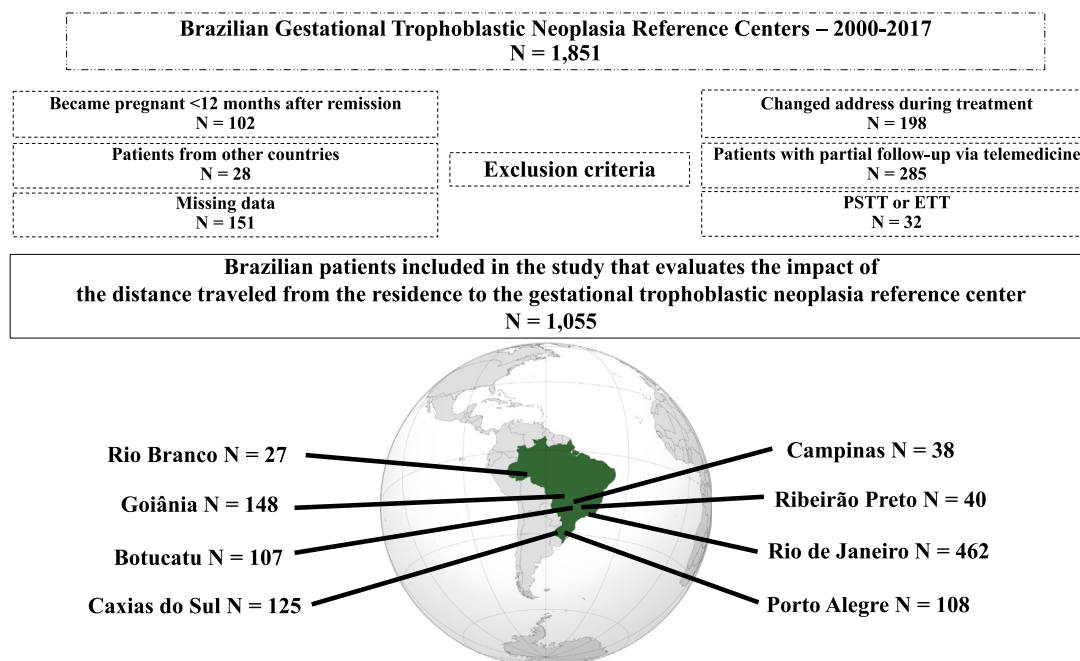 Brazilian Gestational Trophoblastic Neoplasia Reference Centers – 2000-2017
N = 1,851
Became pregnant <12 months after remission
N = 102
Patients from other countries
N = 28
Missing data
N = 151
Exclusion criteria
Changed address during treatment
N = 198
Patients with partial follow-up via telemedicine
N = 285
PSTT or ETT
N = 32
Brazilian patients included in the study that evaluates the impact of
the distance traveled from the residence to the gestational trophoblastic neoplasia reference center
N = 1,055
Rio Branco N = 27
Goiânia N = 148
Botucatu N = 107
Caxias do Sul N = 125
Campinas N = 38
Ribeirão Preto N = 40
Rio de Janeiro N = 462
Porto Alegre N = 108